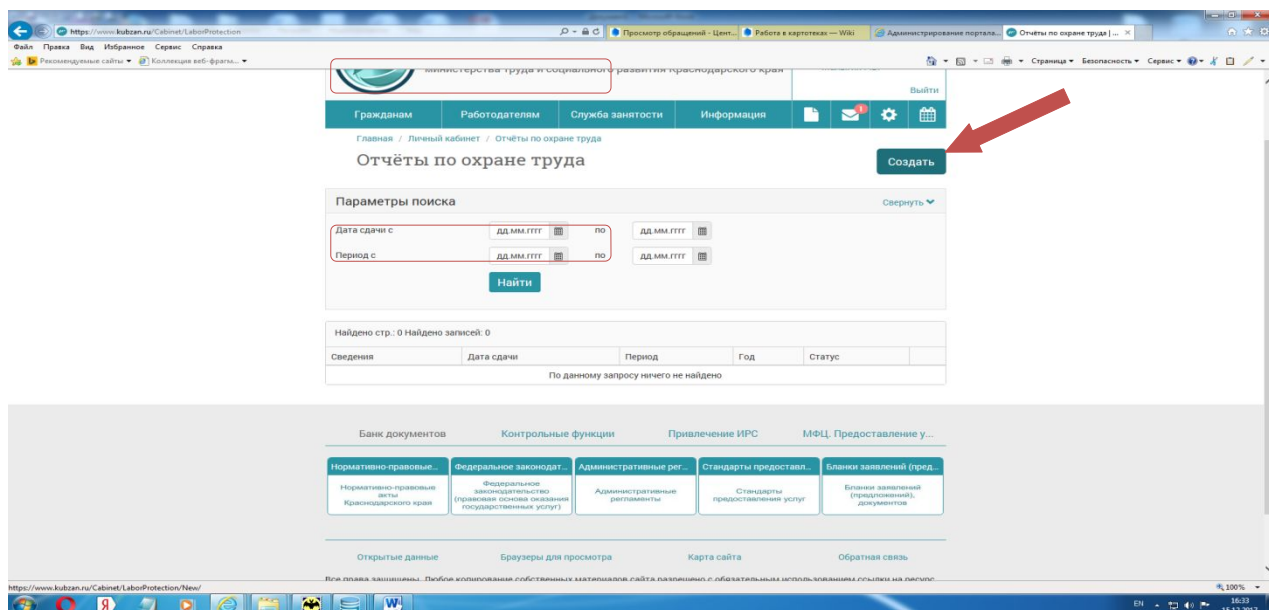 https://www.kubzan.ru/Cabinet/LaborProtection
Просмотр обращений - Цент...
Работа в картотеках — Wiki
Администрирование портала...
Отчёты по охране труда | ...
Файл Правка Вид Избранное Сервис Справка
Рекомендуемые сайты
Коллекция веб-фрагм...
Страница Безопасность Сервис
министерства труда и социального развития Краснодарского края
Выйти
Гражданам Работодателям Служба занятости Информация 1
Главная / Личный кабинет / Отчёты по охране труда
Отчёты по охране труда
Создать
Параметры поиска Свернуть
Дата сдачи с дд.мм.гггг по дд.мм.гггг
Период с дд.мм.гггг по дд.мм.гггг
Найти
Найдено стр.: 0 Найдено записей: 0
Сведения Дата сдачи Период Год Статус
По данному запросу ничего не найдено
Банк документов Контрольные функции Привлечение ИРС МФЦ. Предоставление у...
Нормативно-правовые... Федеральное законодат... Административные рег... Стандарты предоставл... Бланки заявлений (пред...
Нормативно-правовые акты Краснодарского края
Федеральное законодательство (правовая основа оказания государственных услуг)
Административные регламенты
Стандарты предоставления услуг
Бланки заявлений (предложений), документов
Открытые данные Браузеры для просмотра Карта сайта Обратная связь
Все права защищены. Любое копирование собственных материалов сайта разрешено с обязательным использованием ссылки на ресурс
https://www.kubzan.ru/Cabinet/LaborProtection/New/
100%
EN 16:33
15.12.2017